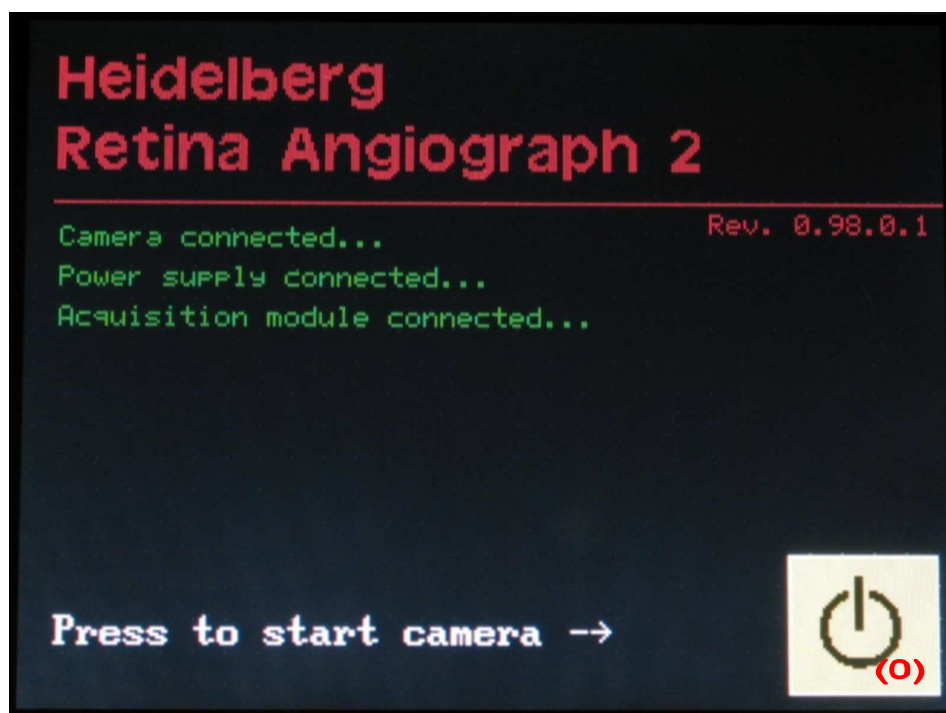 Heidelberg
Retina Angiograph 2
Rev. 0.98.0.1
Camera connected...
Power supply connected...
Acquisition module connected...
Press to start camera →
(O)